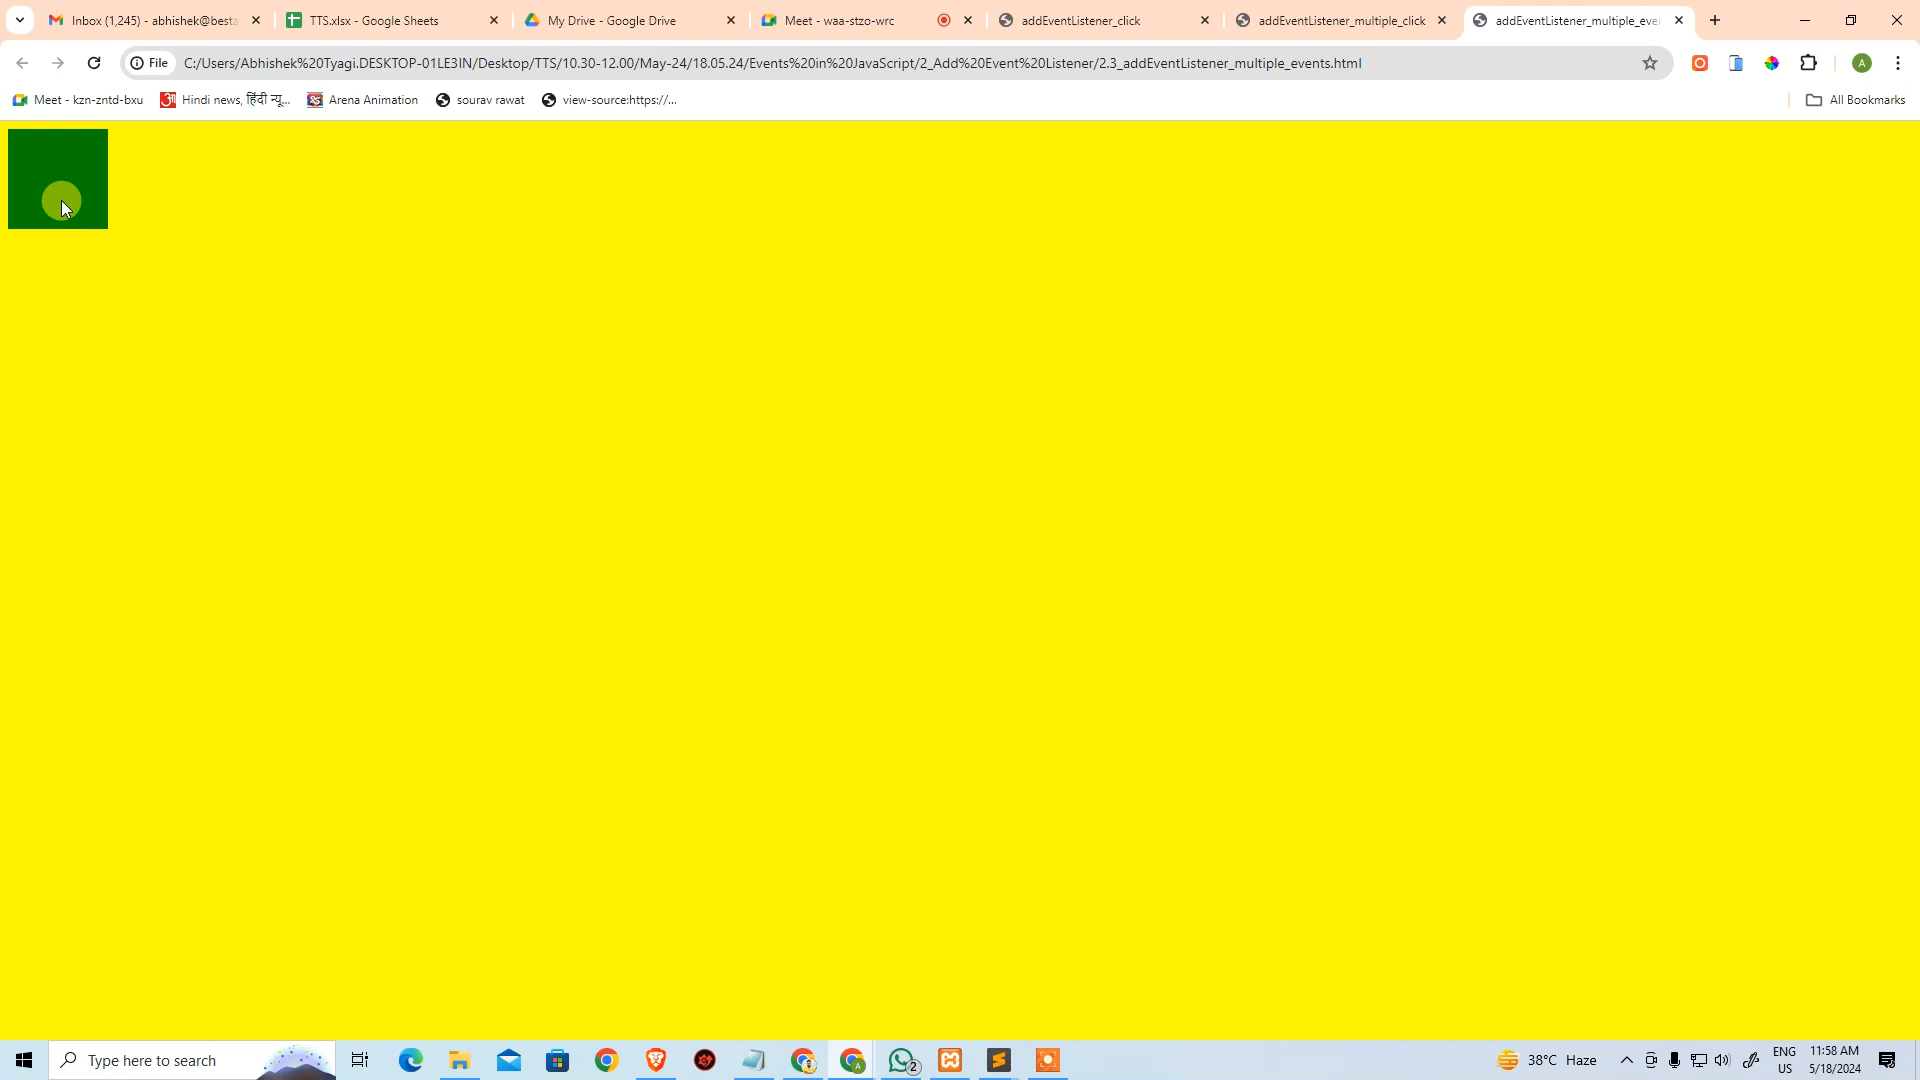 Inbox (1,245) - abhishek@besta
TTS.xlsx - Google Sheets
My Drive - Google Drive
Meet - waa-stzo-wrc
addEventListener_click
addEventListener_multiple_click
addEventListener_multiple_eve
File
C:/Users/Abhishek%20Tyagi.DESKTOP-01LE3IN/Desktop/TTS/10.30-12.00/May-24/18.05.24/Events%20in%20JavaScript/2_Add%20Event%20Listener/2.3_addEventListener_multiple_events.html
A
Meet - kzn-zntd-bxu
Hindi news, हिंदी न्यू...
Arena Animation
sourav rawat
view-source:https://...
All Bookmarks
Type here to search
2
38°C Haze
ENG
US
11:58 AM
5/18/2024